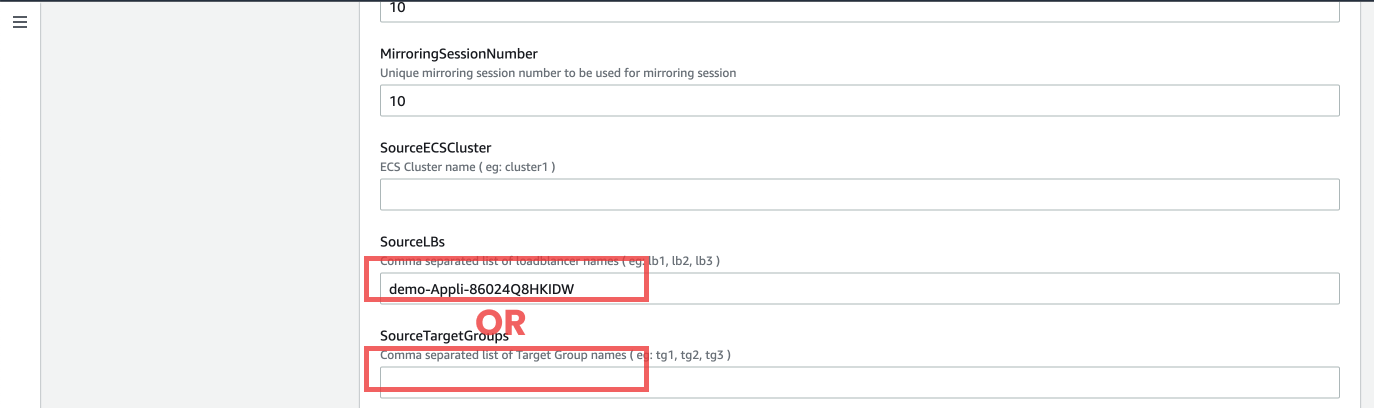 10
MirroringSessionNumber
Unique mirroring session number to be used for mirroring session
10
SourceECSCluster
ECS Cluster name ( eg: cluster1 )
SourceLBs
Comma separated list of loadblancer names ( eg: lb1, lb2, lb3 )
demo-Appli-86024Q8HKIDW
OR
SourceTargetGroups
Comma separated list of Target Group names ( eg: tg1, tg2, tg3 )